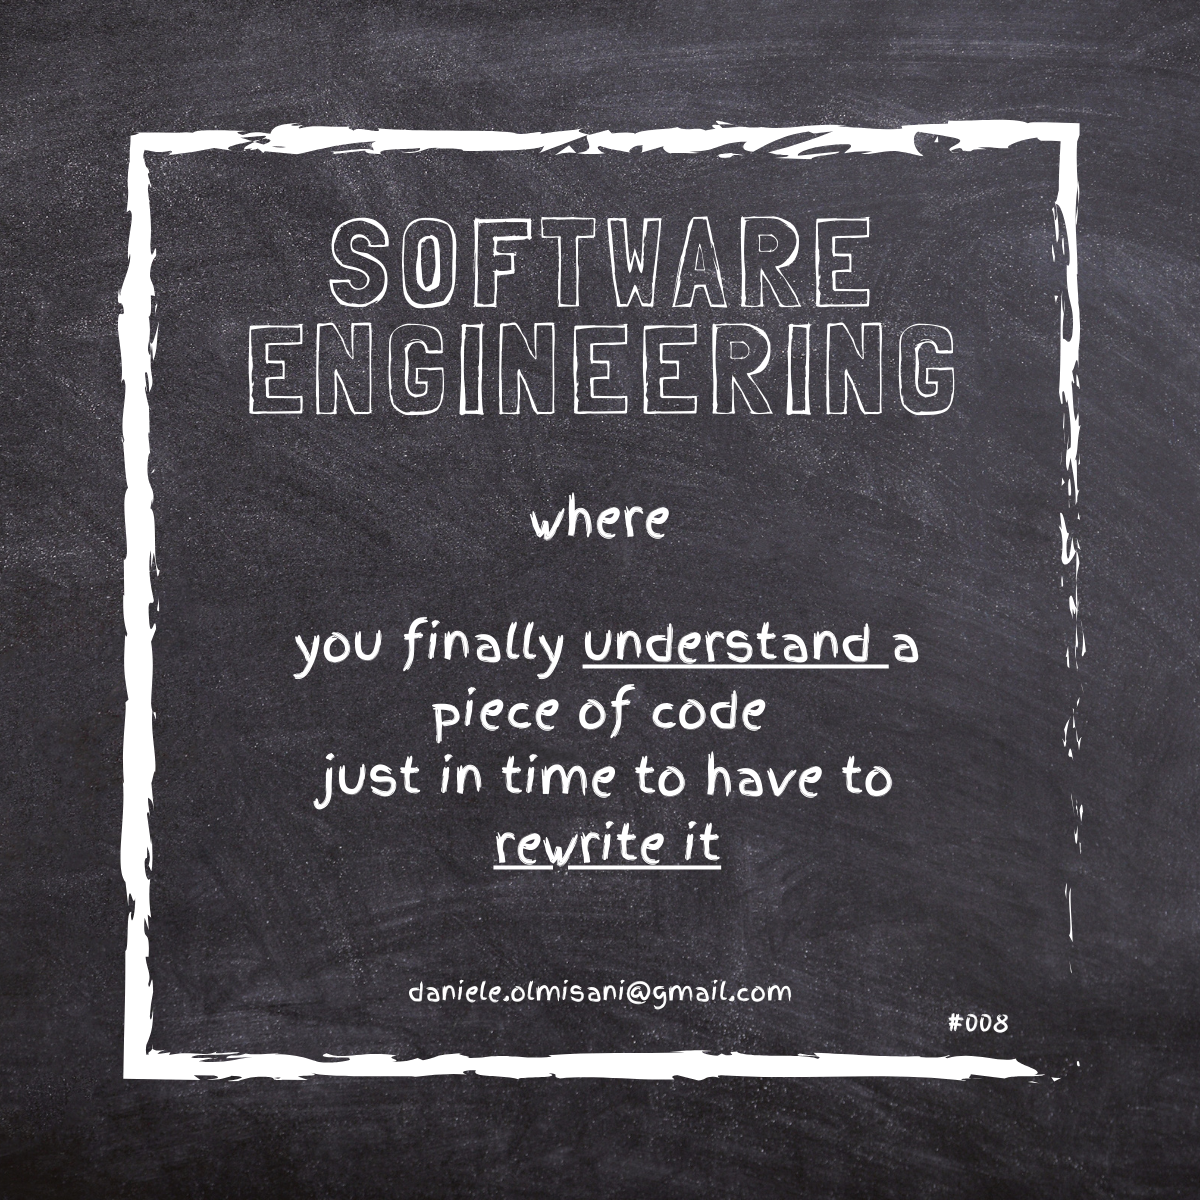 SOFTWARE
ENGINEERING
where
you finally understand a
piece of code
just in time to have to
rewrite it
daniele.olmisani@gmail.com
#008